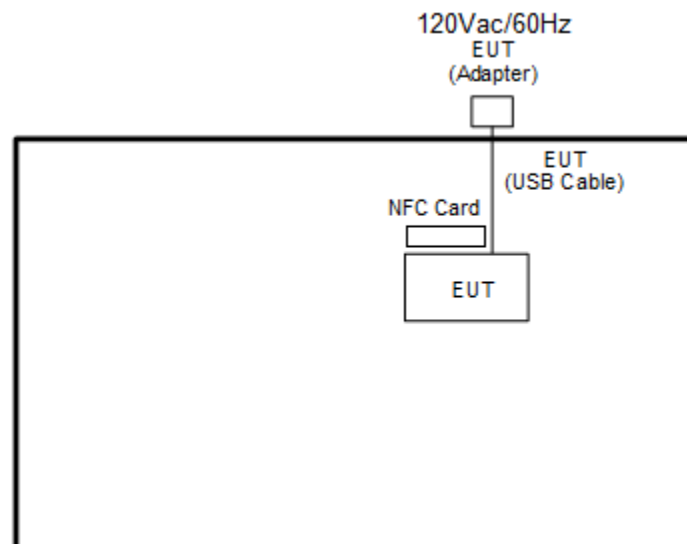 120Vac/60Hz
EUT
(Adapter)
EUT
(USB Cable)
NFC Card
EUT